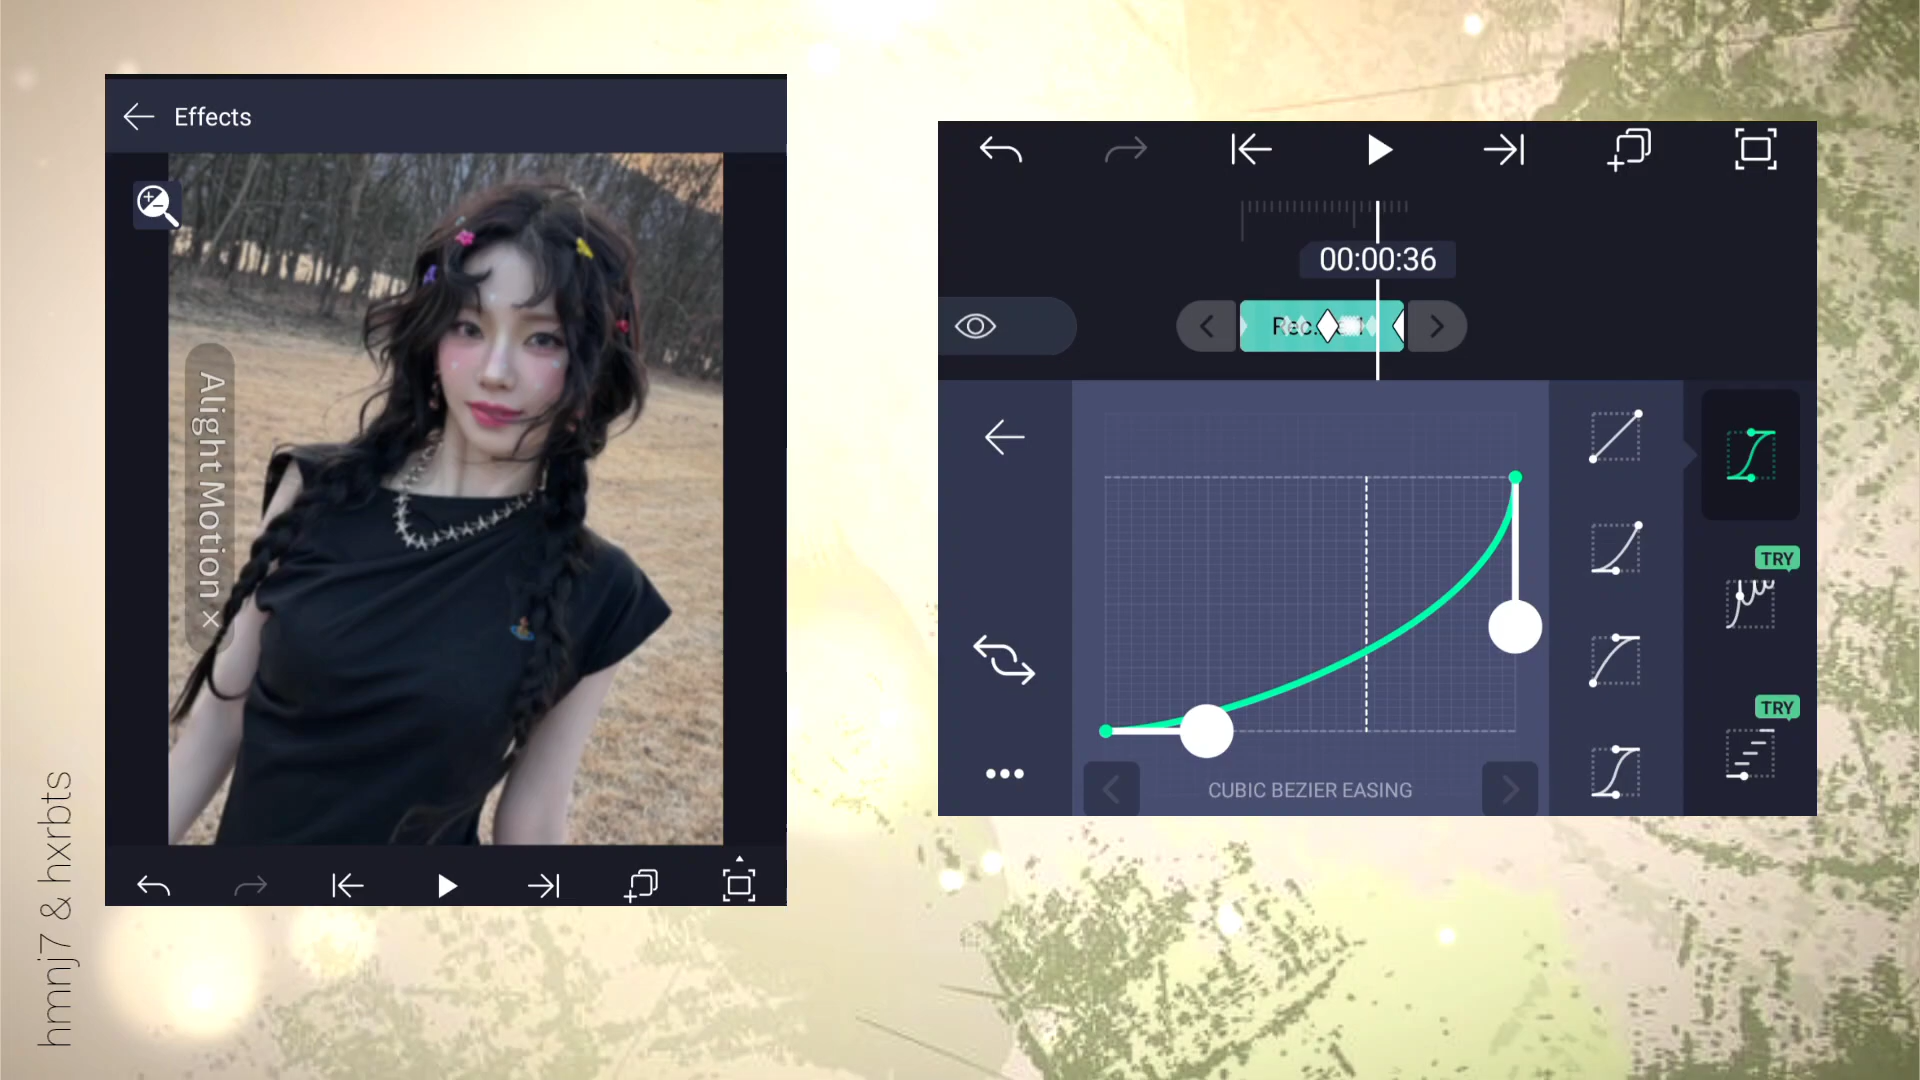 Effects
Alight Motion ×
hmnj7 & hxrbts
00:00:36
CUBIC BEZIER EASING
TRY
TRY